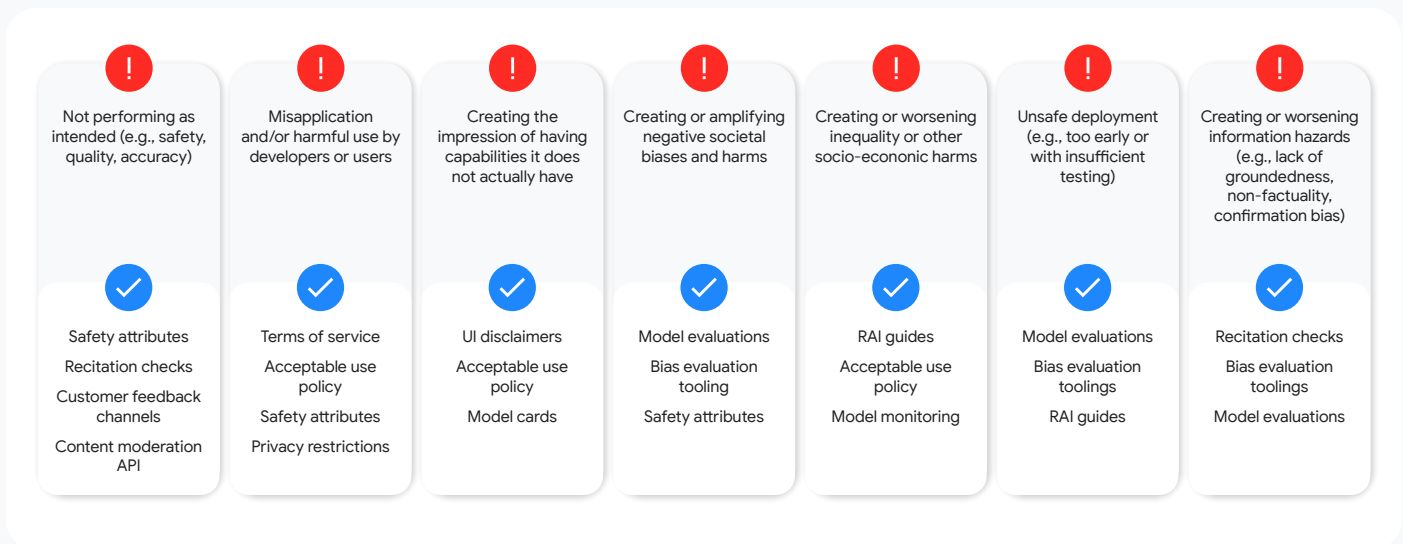 !
Not performing as
intended (e.g., safety,
quality, accuracy)
Safety attributes
Recitation checks
Customer feedback
channels
Content moderation
API
!
Misapplication
and/or harmful use by
developers or users
Terms of service
Acceptable use
policy
Safety attributes
Privacy restrictions
!
Creating the
impression of having
capabilities it does
not actually have
UI disclaimers
Acceptable use
policy
Model cards
!
Creating or amplifying
negative societal
biases and harms
Model evaluations
Bias evaluation
tooling
Safety attributes
!
Creating or worsening
inequality or other
socio-econonic harms
RAI guides
Acceptable use
policy
Model monitoring
!
Unsafe deployment
(e.g., too early or
with insufficient
testing)
Model evaluations
Bias evaluation
toolings
RAI guides
!
Creating or worsening
information hazards
(e.g., lack of
groundedness,
non-factuality,
confirmation bias)
Recitation checks
Bias evaluation
toolings
Model evaluations